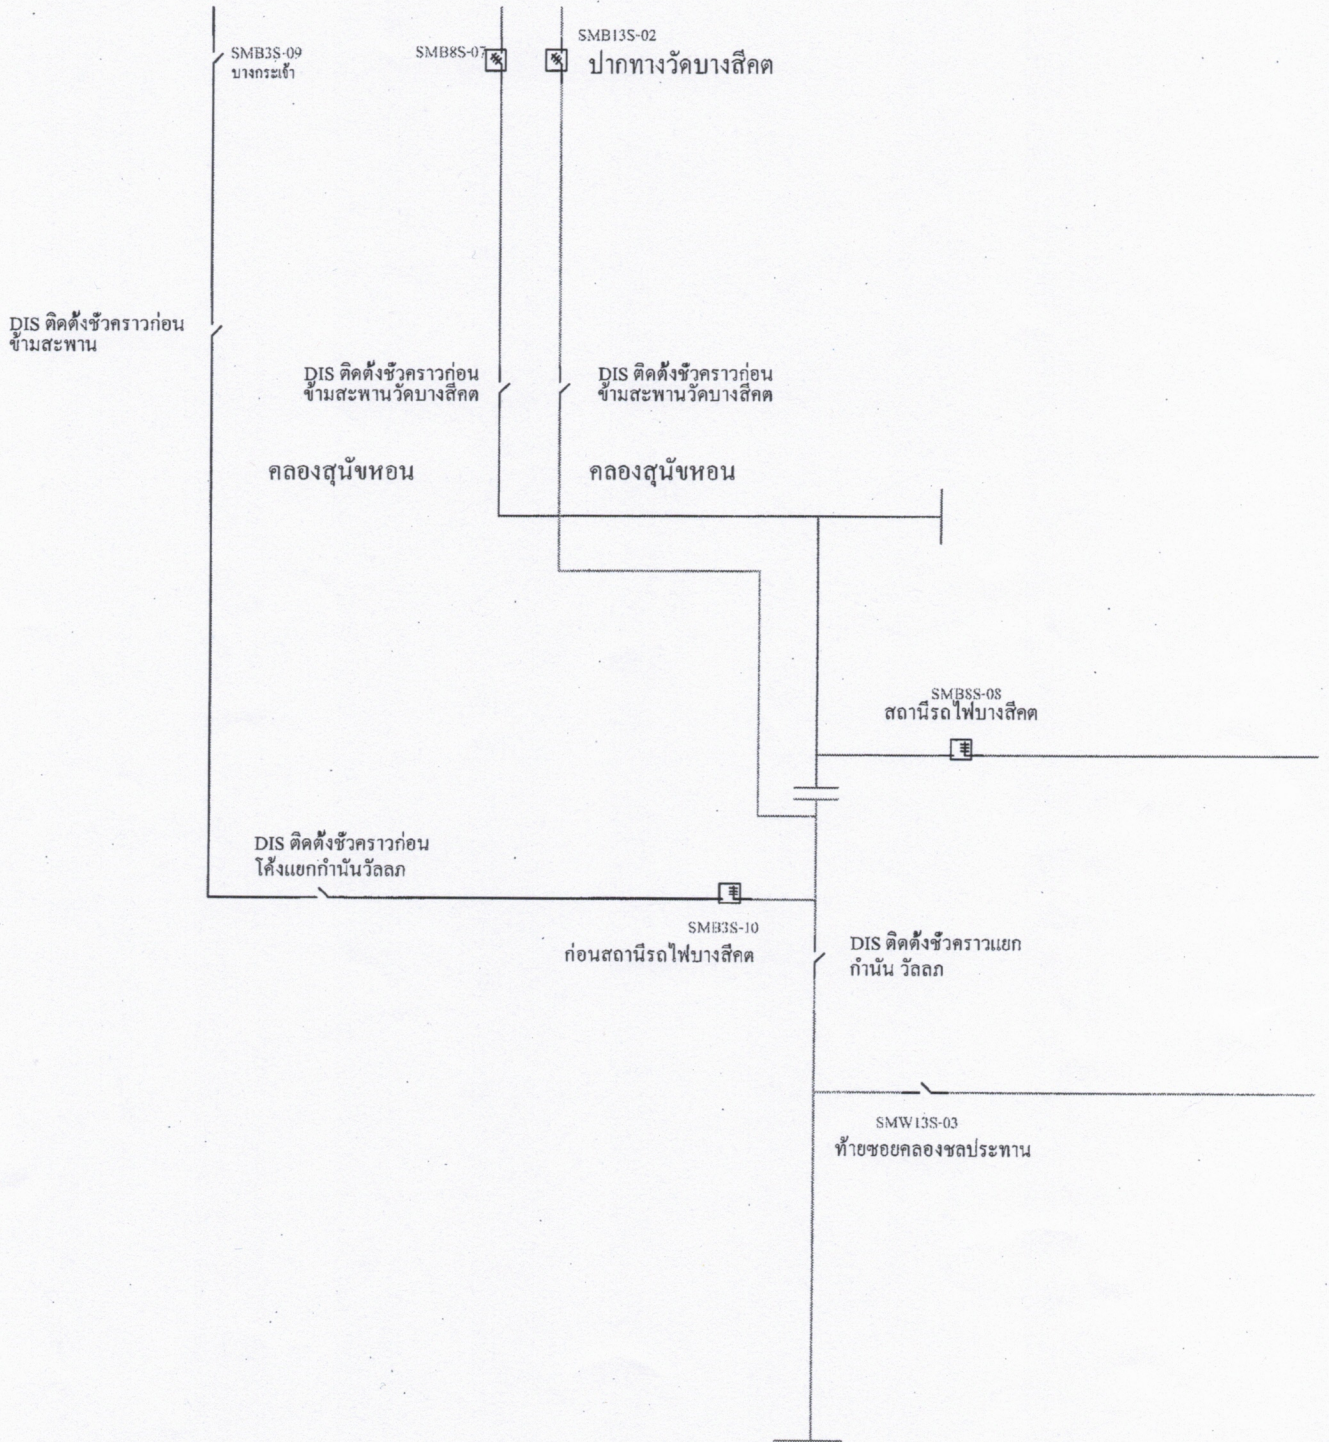 SMB3S-09
บางกระเจ้า
SMB8S-07
SMB13S-02
ปากทางวัดบางสีคต
DIS ติดตั้งชั่วคราวก่อน
ข้ามสะพาน
DIS ติดตั้งชั่วคราวก่อน
ข้ามสะพานวัดบางสีคต
DIS ติดตั้งชั่วคราวก่อน
ข้ามสะพานวัดบางสีคต
คลองสุนัขหอน
คลองสุนัขหอน
SMB8S-08
สถานีรถไฟบางสีคต
DIS ติดตั้งชั่วคราวก่อน
โค้งแยกกำนันวัลลภ
SMB3S-10
ก่อนสถานีรถไฟบางสีคต
DIS ติดตั้งชั่วคราวแยก
กำนัน วัลลภ
SMW13S-03
ท้ายซอยคลองชลประทาน